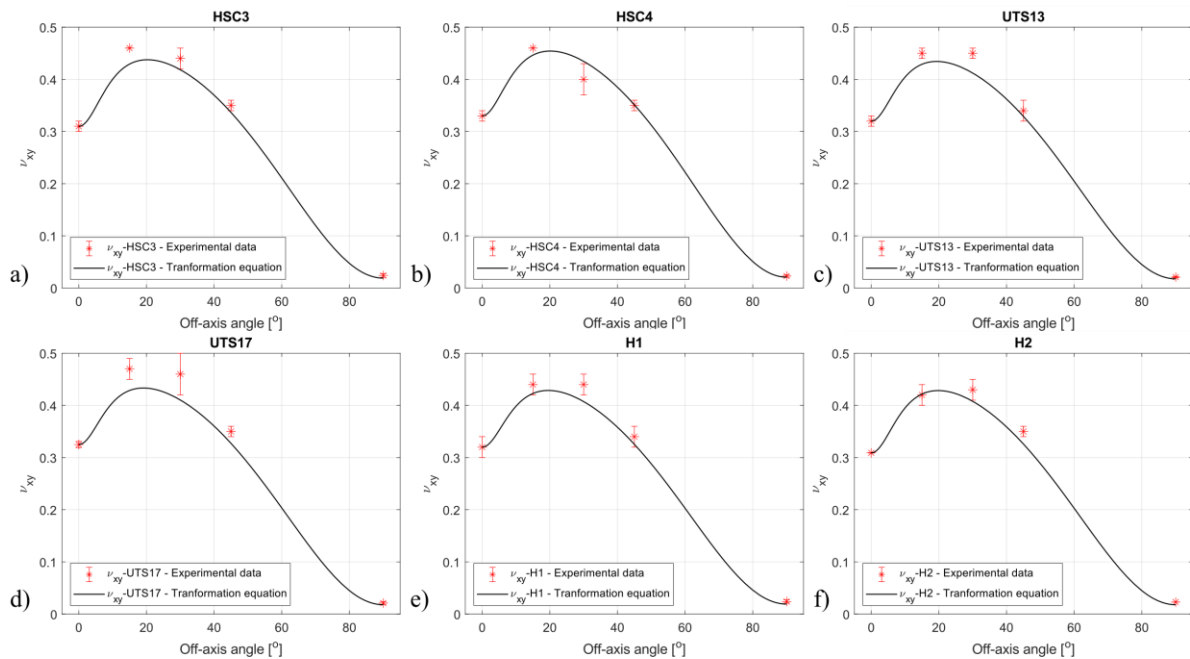 HSC3
0.5
0.4
0.3
0.2
0.1
0
ν_xy
ν_xy-HSC3 - Experimental data
ν_xy-HSC3 - Tranformation equation
a)
0 20 40 60 80
Off-axis angle [°]
HSC4
0.5
0.4
0.3
0.2
0.1
0
ν_xy
ν_xy-HSC4 - Experimental data
ν_xy-HSC4 - Tranformation equation
b)
0 20 40 60 80
Off-axis angle [°]
UTS13
0.5
0.4
0.3
0.2
0.1
0
ν_xy
ν_xy-UTS13 - Experimental data
ν_xy-UTS13 - Tranformation equation
c)
0 20 40 60 80
Off-axis angle [°]
UTS17
0.5
0.4
0.3
0.2
0.1
0
ν_xy
ν_xy-UTS17 - Experimental data
ν_xy-UTS17 - Tranformation equation
d)
0 20 40 60 80
Off-axis angle [°]
H1
0.5
0.4
0.3
0.2
0.1
0
ν_xy
ν_xy-H1 - Experimental data
ν_xy-H1 - Tranformation equation
e)
0 20 40 60 80
Off-axis angle [°]
H2
0.5
0.4
0.3
0.2
0.1
0
ν_xy
ν_xy-H2 - Experimental data
ν_xy-H2 - Tranformation equation
f)
0 20 40 60 80
Off-axis angle [°]